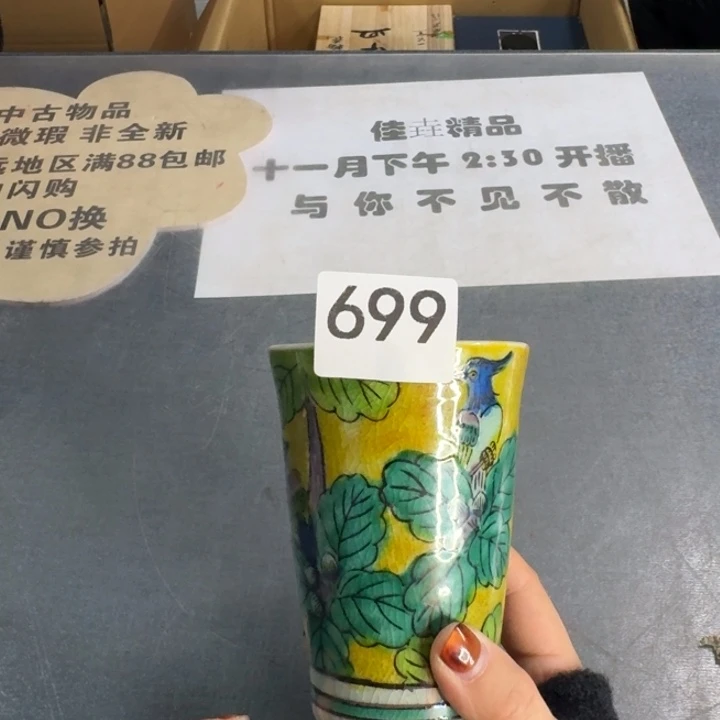 中古物品
微瑕 非全新
地区满88包邮
闪购
NO换
谨慎参拍
佳垚精品
十一月下午 2:30 开播
与你不见不散
699